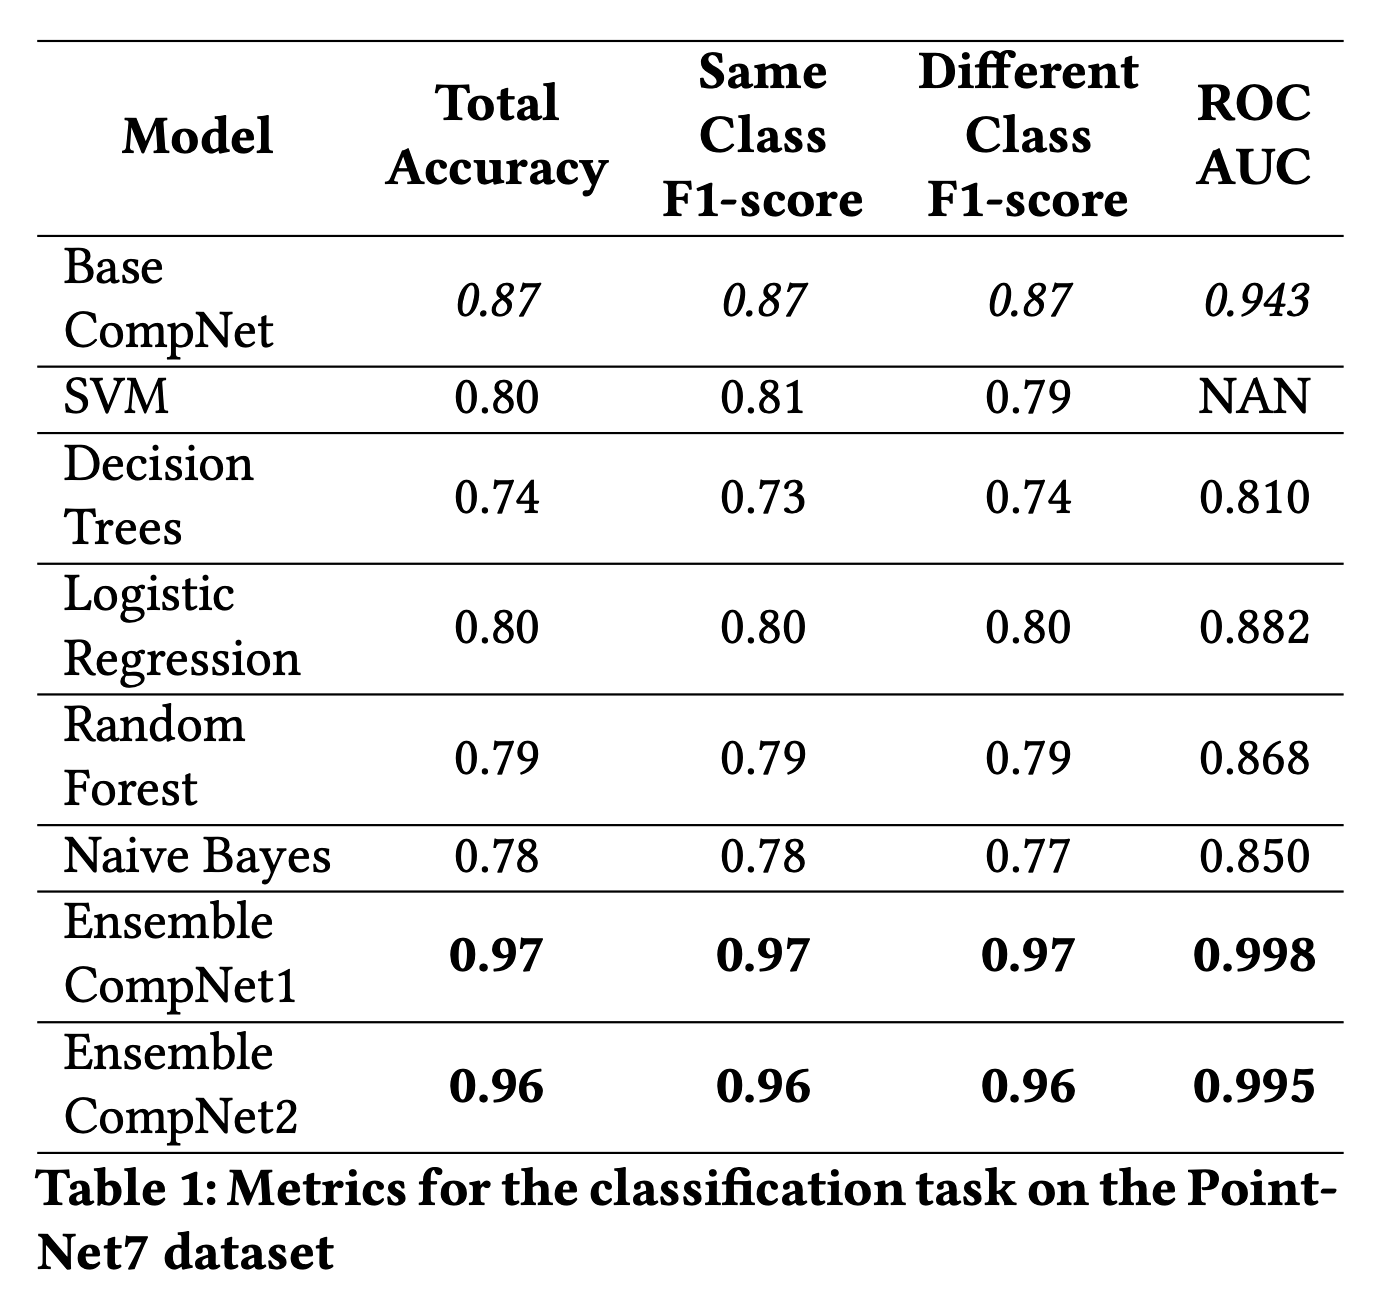 Model Total Accuracy Same Class F1-score Different Class F1-score ROC AUC
Base CompNet 0.87 0.87 0.87 0.943
SVM 0.80 0.81 0.79 NAN
Decision Trees 0.74 0.73 0.74 0.810
Logistic Regression 0.80 0.80 0.80 0.882
Random Forest 0.79 0.79 0.79 0.868
Naive Bayes 0.78 0.78 0.77 0.850
Ensemble CompNet1 0.97 0.97 0.97 0.998
Ensemble CompNet2 0.96 0.96 0.96 0.995
Table 1: Metrics for the classification task on the Point-
Net7 dataset